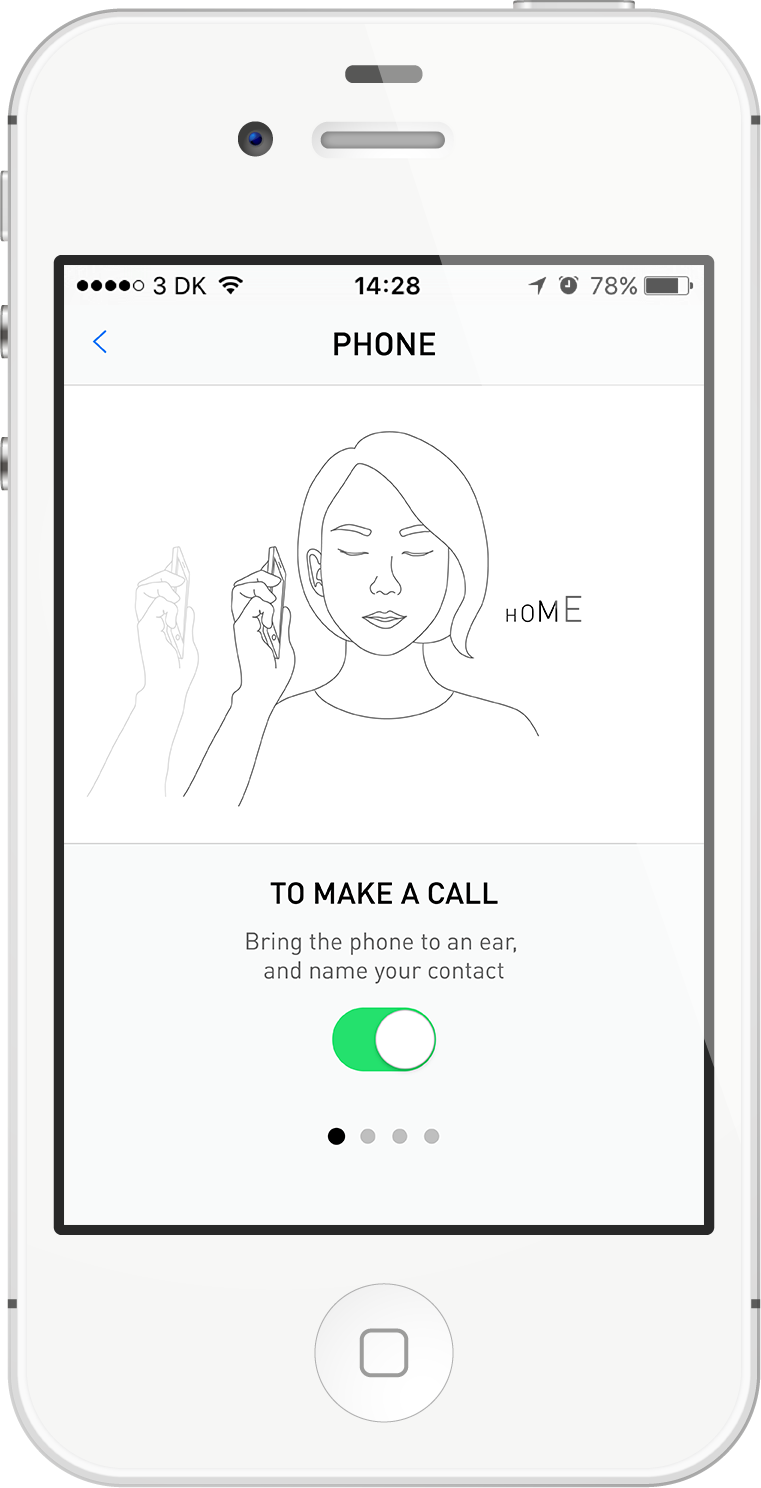 3 DK 14:28 78%
PHONE
HOME
TO MAKE A CALL
Bring the phone to an ear,
and name your contact